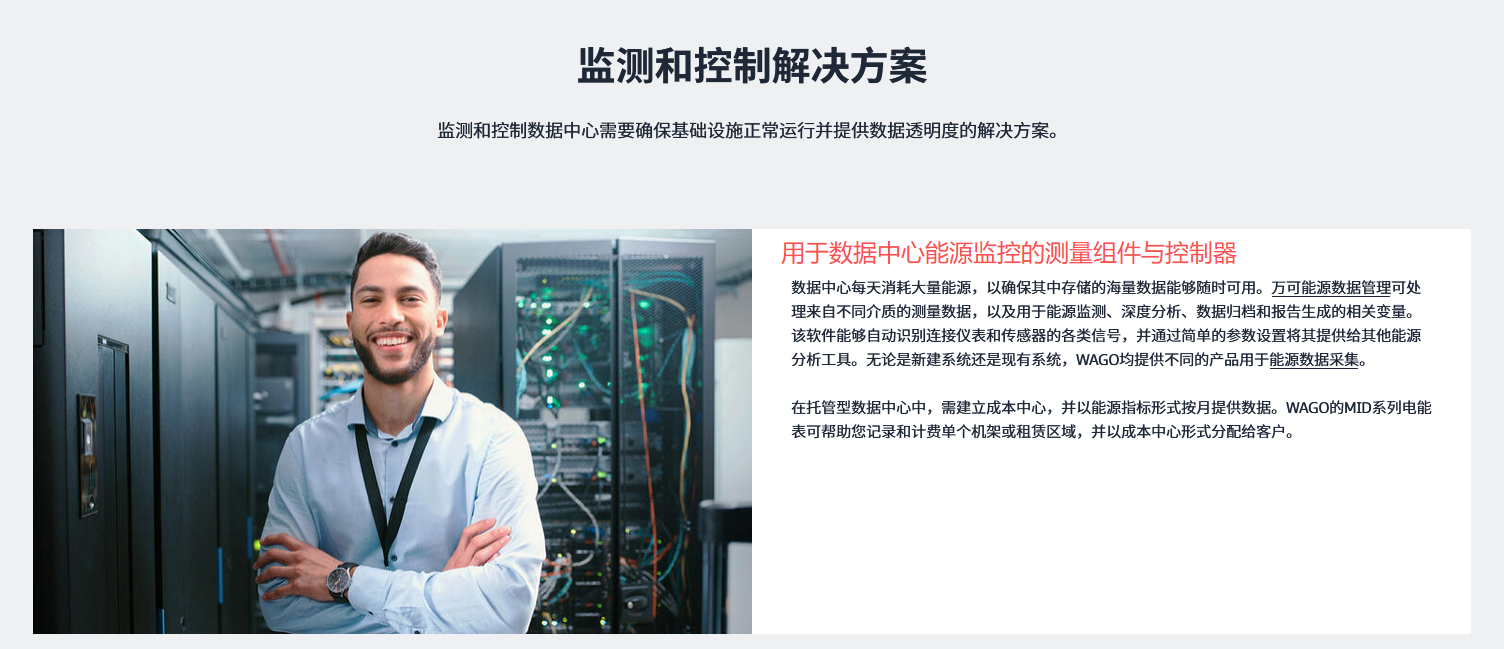 监测和控制解决方案
监测和控制数据中心需要确保基础设施正常运行并提供数据透明度的解决方案。
用于数据中心能源监控的测量组件与控制器
数据中心每天消耗大量能源，以确保其中存储的海量数据能够随时可用。万可能源数据管理可处
理来自不同介质的测量数据，以及用于能源监测、深度分析、数据归档和报告生成的相关变量。
该软件能够自动识别连接仪表和传感器的各类信号，并通过简单的参数设置将其提供给其他能源
分析工具。无论是新建系统还是现有系统，WAGO均提供不同的产品用于能源数据采集。
在托管型数据中心中，需建立成本中心，并以能源指标形式按月提供数据。WAGO的MID系列电能
表可帮助您记录和计费单个机架或租赁区域，并以成本中心形式分配给客户。